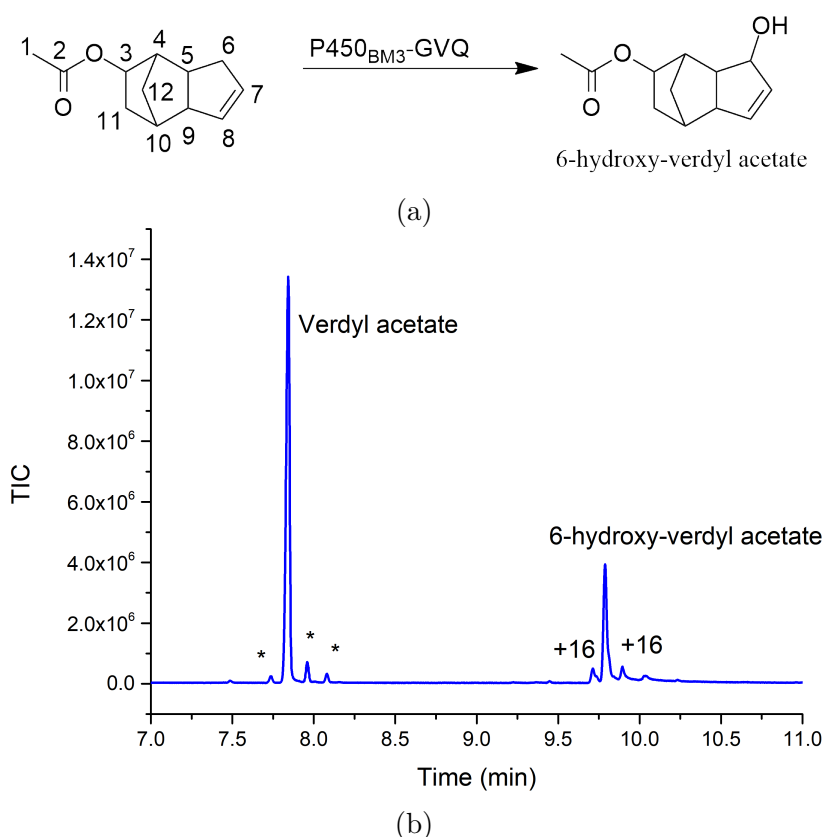 OH
P450BM3-GVQ
O
4
6
1
2
3
5
O
O
12
7
O
11
9
8
O
10
6-hydroxy-verdyl acetate
(a)
1.4x10⁷
Verdyl acetate
1.2x10⁷
1.0x10⁷
8.0x10⁶
TIC
6.0x10⁶
6-hydroxy-verdyl acetate
4.0x10⁶
2.0x10⁶
* * *
+16 +16
0.0
7.0 7.5 8.0 8.5 9.0 9.5 10.0 10.5 11.0
Time (min)
(b)